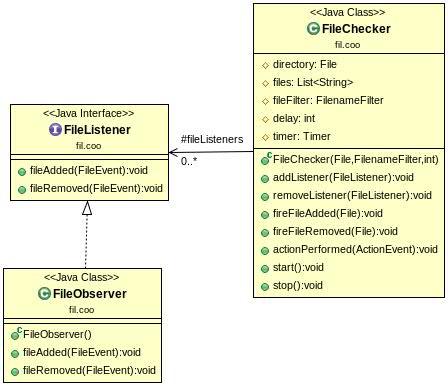 <<Java Class>>
FileChecker
fil.coo
directory: File
files: List<String>
fileFilter: FilenameFilter
delay: int
timer: Timer
FileChecker(File,FilenameFilter,int)
addListener(FileListener):void
removeListener(FileListener):void
fireFileAdded(File):void
fireFileRemoved(File):void
actionPerformed(ActionEvent):void
start():void
stop():void
#fileListeners
0..*
<<Java Interface>>
FileListener
fil.coo
fileAdded(FileEvent):void
fileRemoved(FileEvent):void
<<Java Class>>
FileObserver
fil.coo
FileObserver()
fileAdded(FileEvent):void
fileRemoved(FileEvent):void